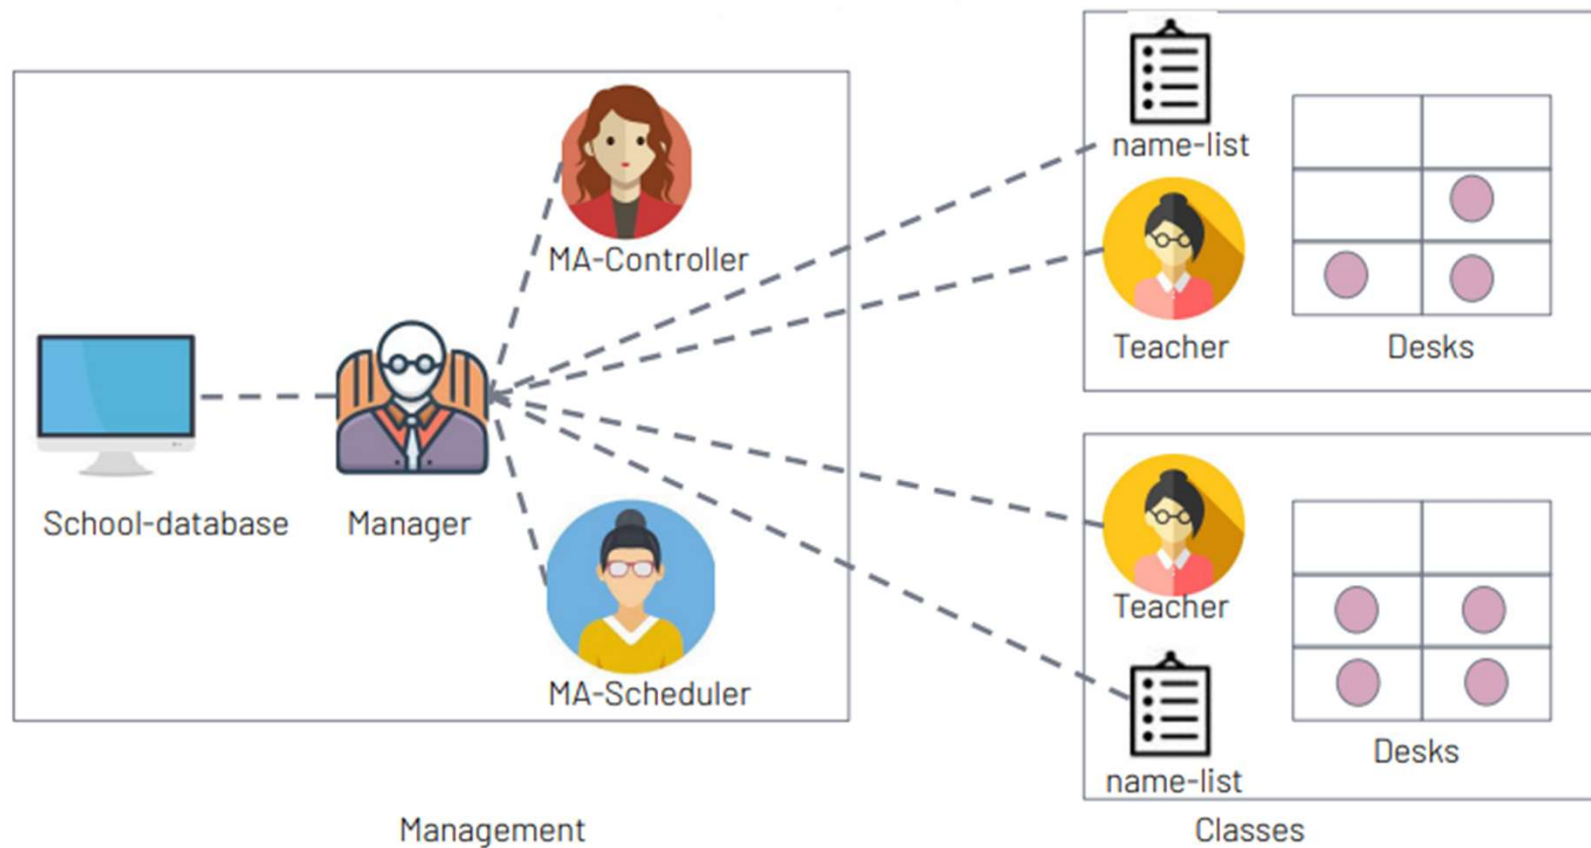 MA-Controller
School-database
Manager
MA-Scheduler
Management
name-list
Teacher
Desks
Teacher
name-list
Desks
Classes